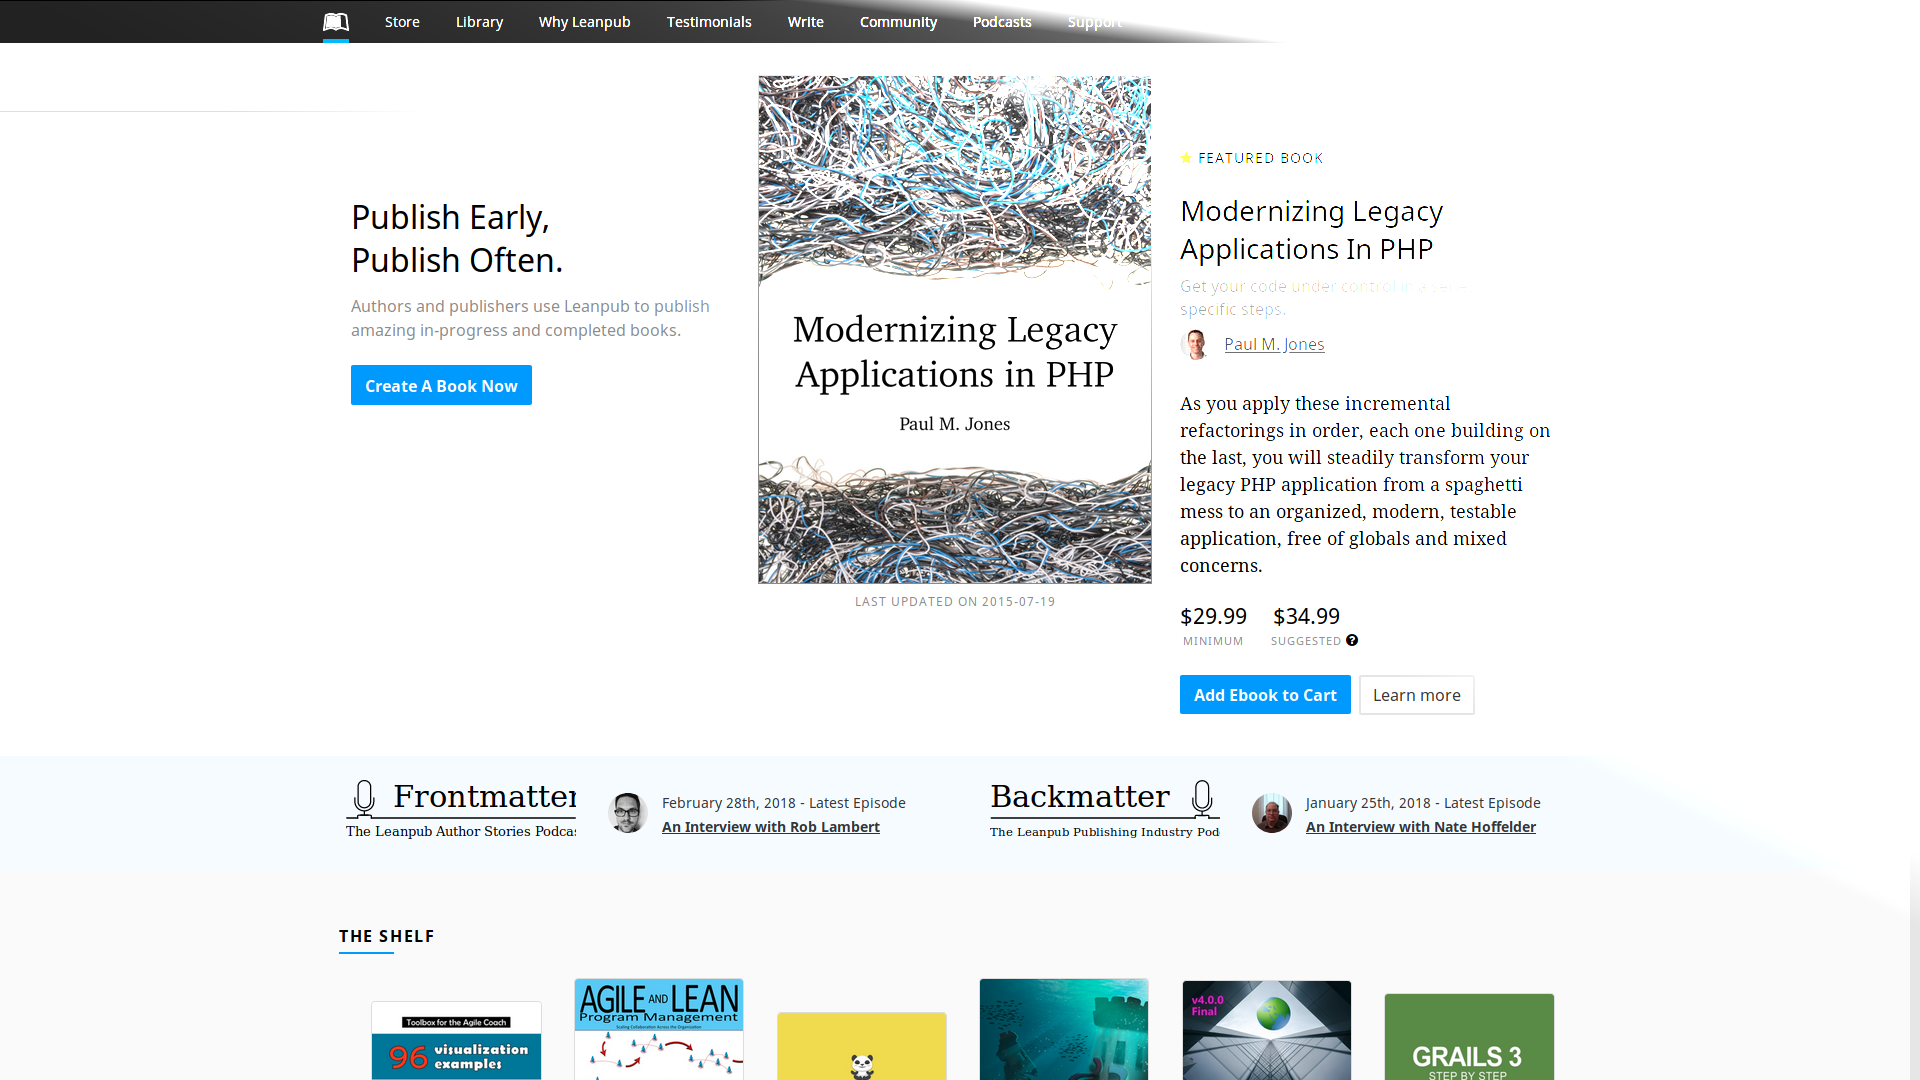 Store Library Why Leanpub Testimonials Write Community Podcasts Support
Publish Early,
Publish Often.
Authors and publishers use Leanpub to publish
amazing in-progress and completed books.
Create A Book Now
Modernizing Legacy
Applications in PHP
Paul M. Jones
LAST UPDATED ON 2015-07-19
FEATURED BOOK
Modernizing Legacy
Applications In PHP
Get your code under control in a
specific steps.
Paul M. Jones
As you apply these incremental
refactorings in order, each one building on
the last, you will steadily transform your
legacy PHP application from a spaghetti
mess to an organized, modern, testable
application, free of globals and mixed
concerns.
$29.99 $34.99
MINIMUM SUGGESTED
Add Ebook to Cart Learn more
Frontmatter
The Leanpub Author Stories Podcas
February 28th, 2018 - Latest Episode
An Interview with Rob Lambert
Backmatter
The Leanpub Publishing Industry Pod
January 25th, 2018 - Latest Episode
An Interview with Nate Hoffelder
THE SHELF
Toolbox for the Agile Coach
96 visualization
examples
AGILE AND LEAN
Program Management
Scaling Collaboration Across the Organization
v4.0.0
Final
GRAILS 3
STEP BY STEP